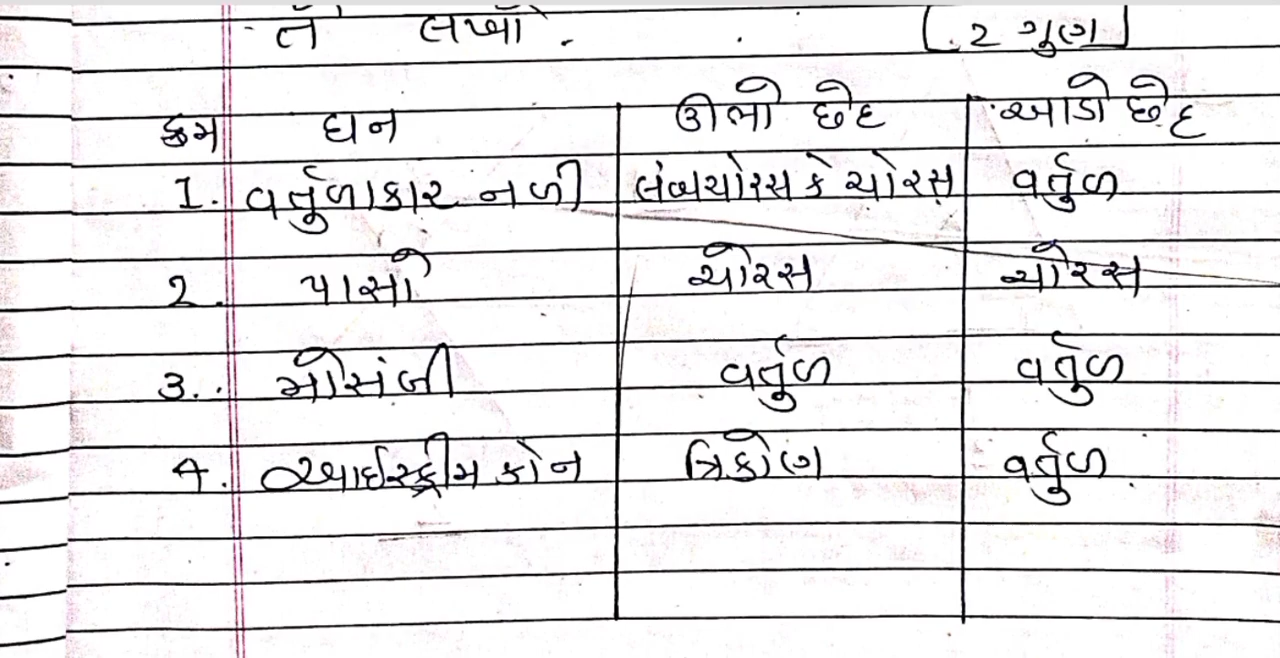 તે લખો. [2 ગુણ]
ક્રમ ઘન ઊભો છેદ આડો છેદ
1. વર્તુળાકાર નળી લંબચોરસ કે ચોરસ વર્તુળ
2. પાસો ચોરસ ચોરસ
3. મોસંબી વર્તુળ વર્તુળ
4. આઈસ્ક્રીમ કોન ત્રિકોણ વર્તુળ